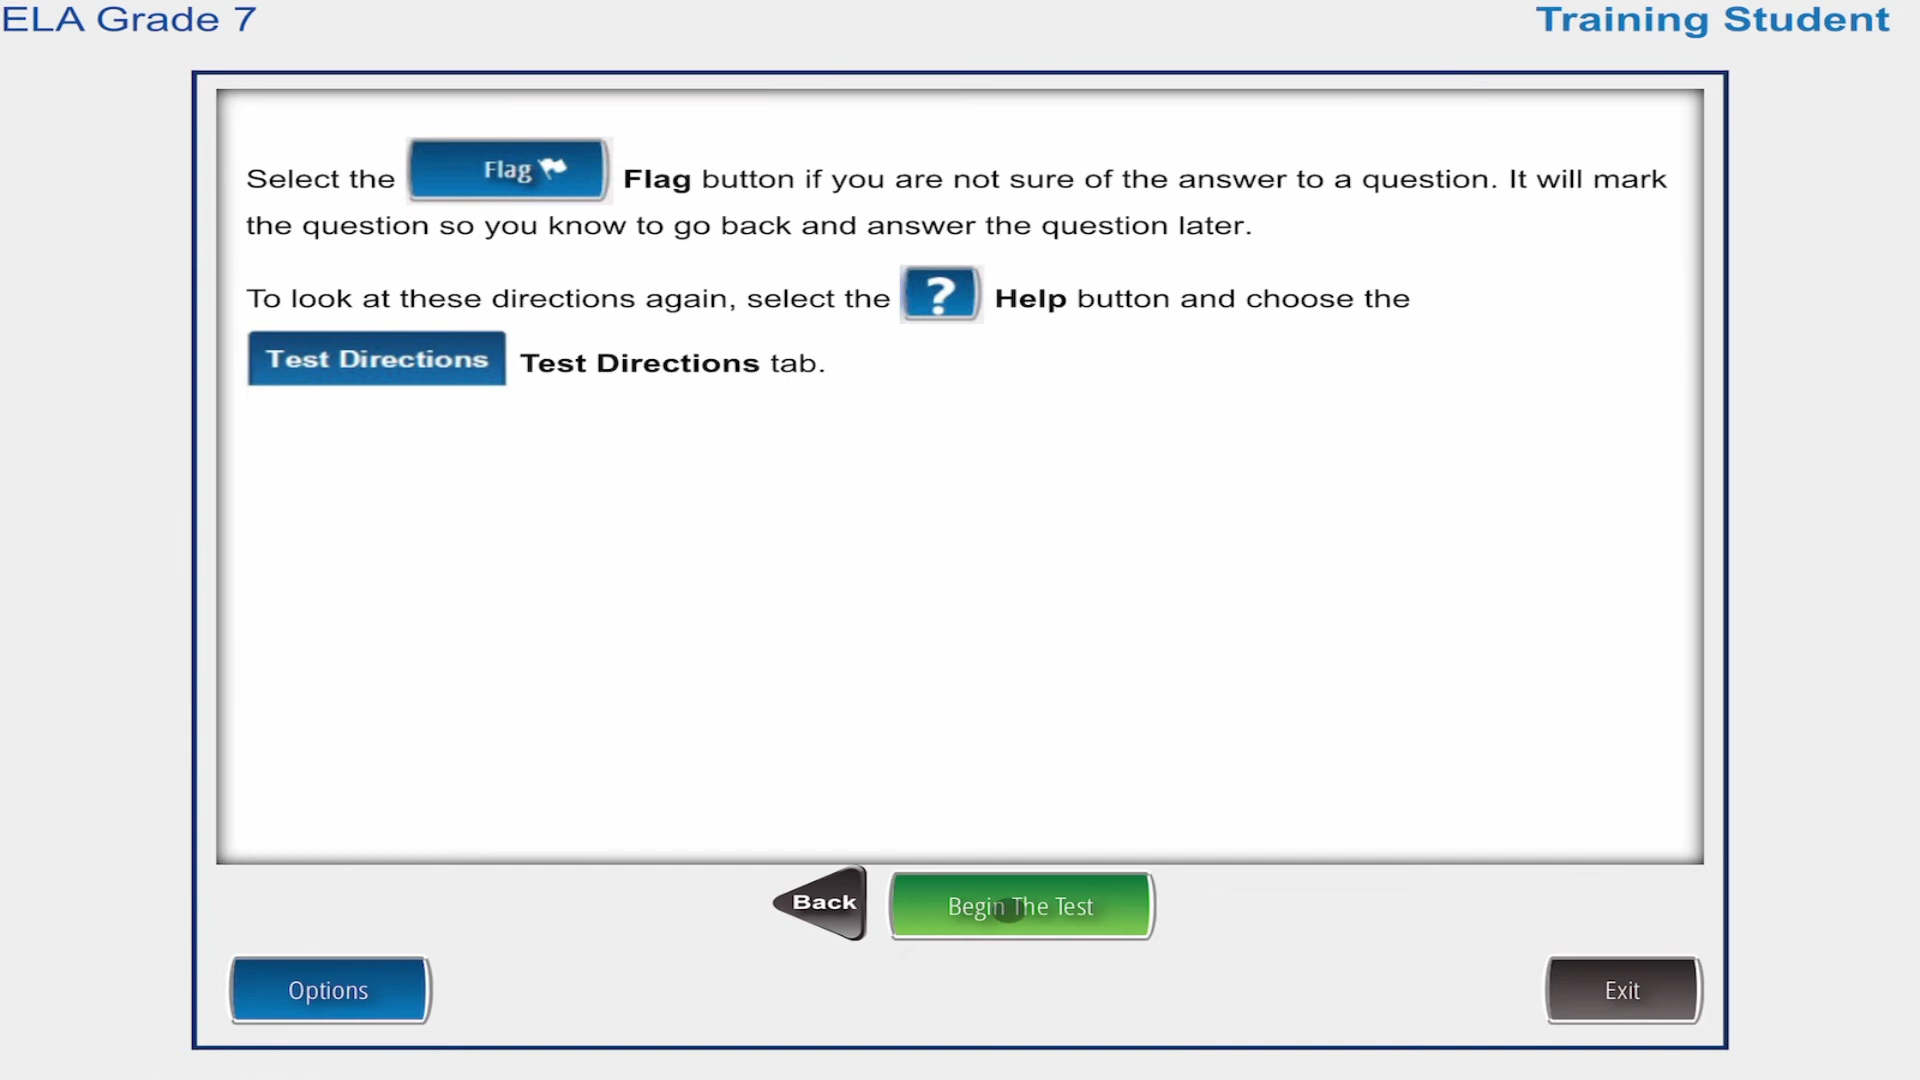 ELA Grade 7
Training Student
Select the Flag Flag button if you are not sure of the answer to a question. It will mark
the question so you know to go back and answer the question later.
To look at these directions again, select the ? Help button and choose the
Test Directions Test Directions tab.
Back
Begin The Test
Options
Exit